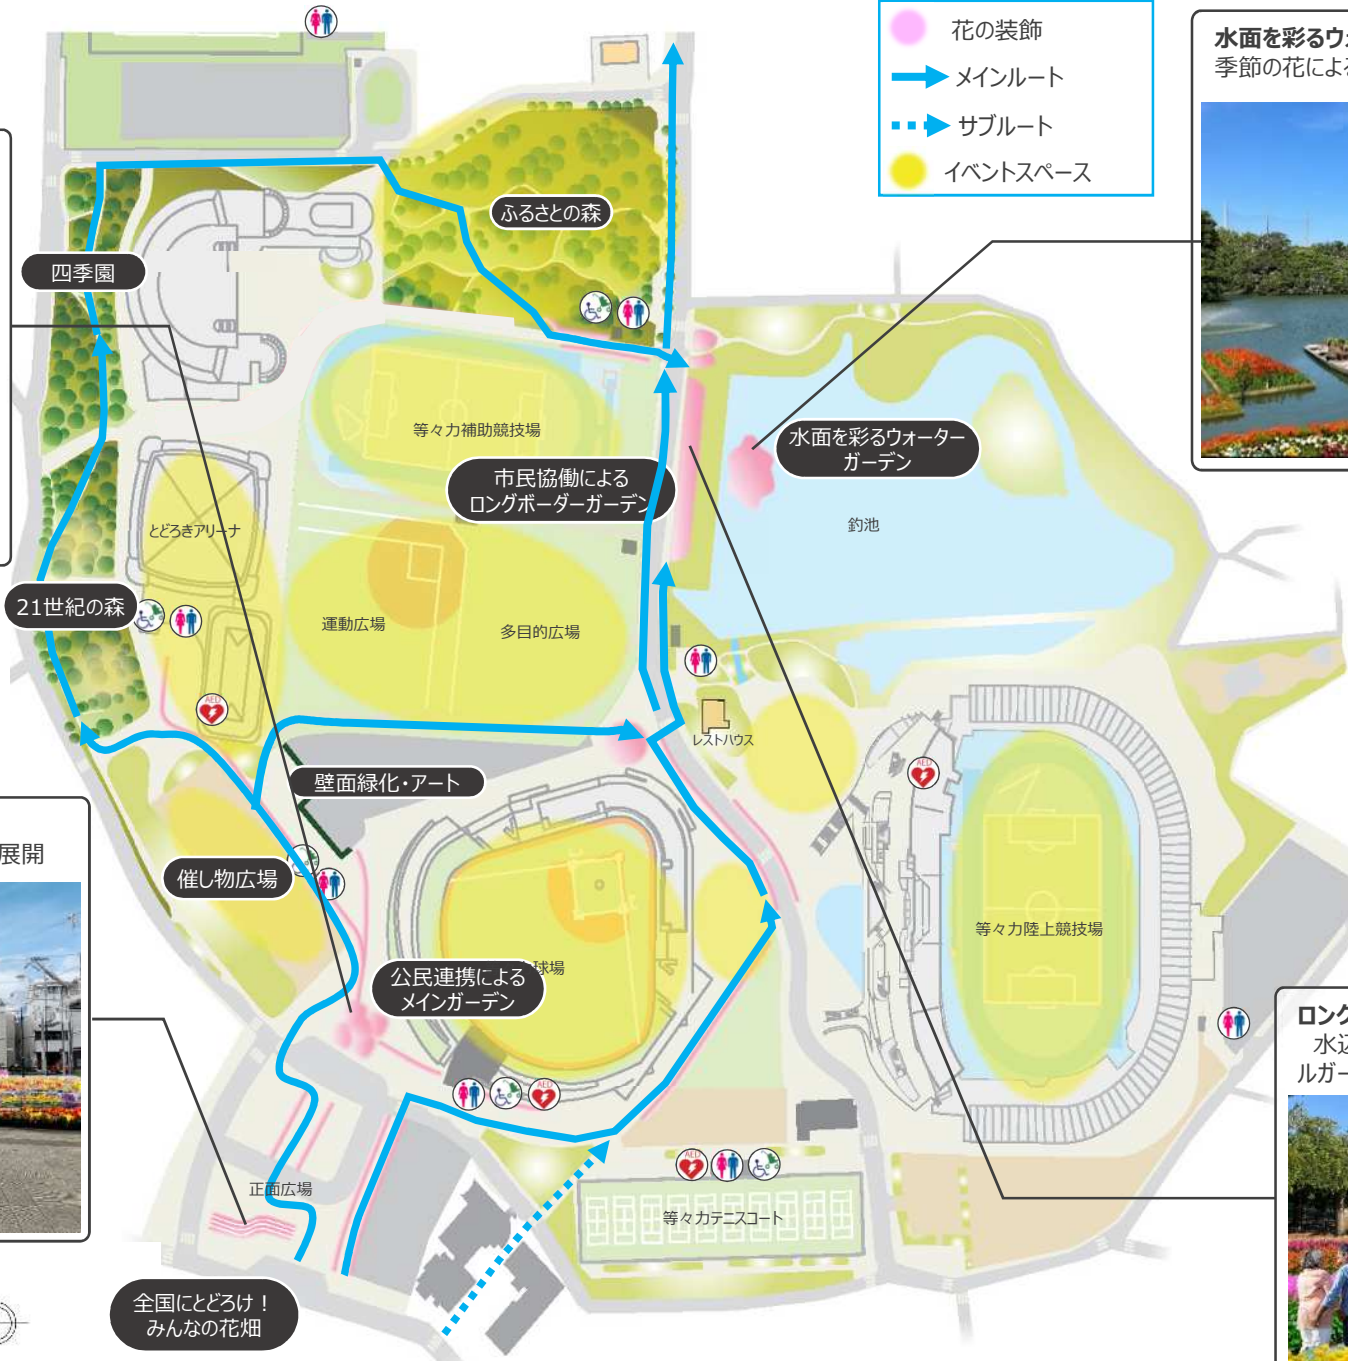 花の装飾
メインルート
サブルート
イベントスペース
水面を彩るウォ
季節の花によ
ふるさとの森
四季園
等々力補助競技場
水面を彩るウォーター
ガーデン
市民協働による
ロングボーダーガーデン
釣池
とどろきアリーナ
21世紀の森
運動広場
多目的広場
AED
レストハウス
壁面緑化・アート
AED
展開
催し物広場
等々力陸上競技場
公民連携による
メインガーデン
球場
ロング
水辺
ルガー
AED
AED
正面広場
等々力テニスコート
全国にとどろけ！
みんなの花畑